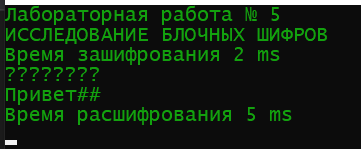 Лабораторная работа № 5
ИССЛЕДОВАНИЕ БЛОЧНЫХ ШИФРОВ
Время зашифрования 2 ms
????????
Привет##
Время расшифрования 5 ms